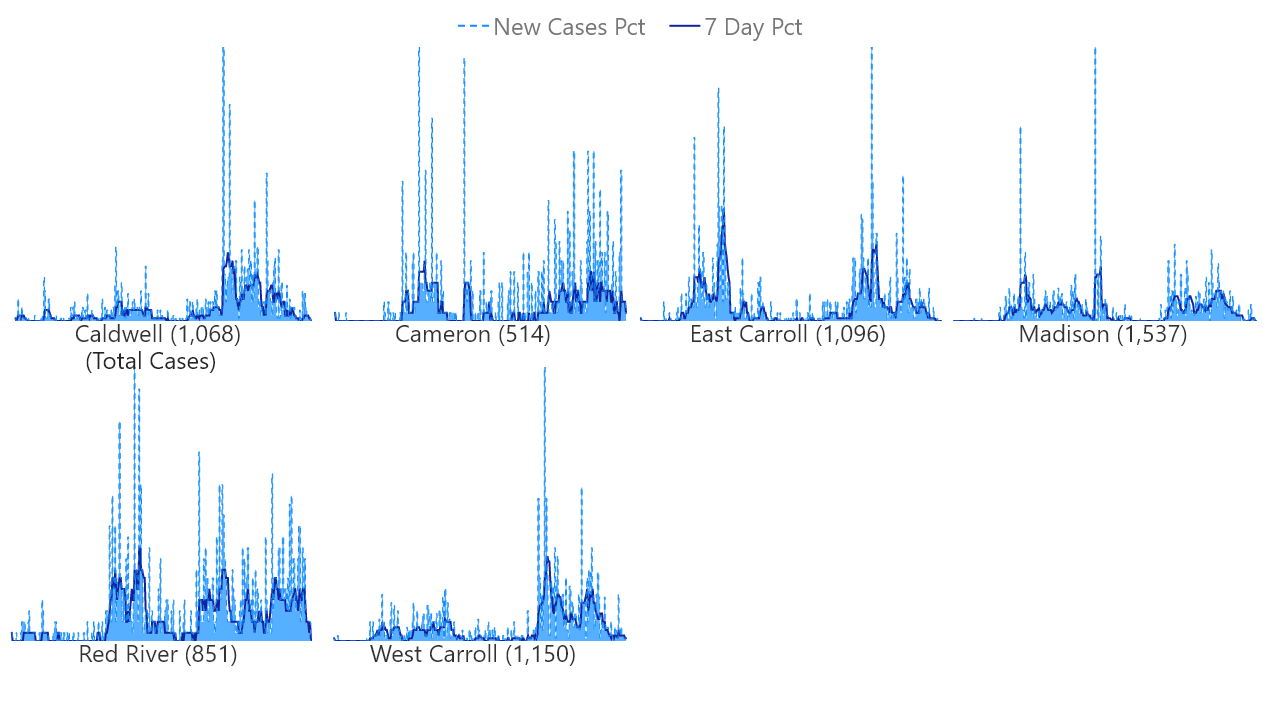 New Cases Pct 7 Day Pct
Caldwell (1,068)
(Total Cases)
Cameron (514)
East Carroll (1,096)
Madison (1,537)
Red River (851)
West Carroll (1,150)